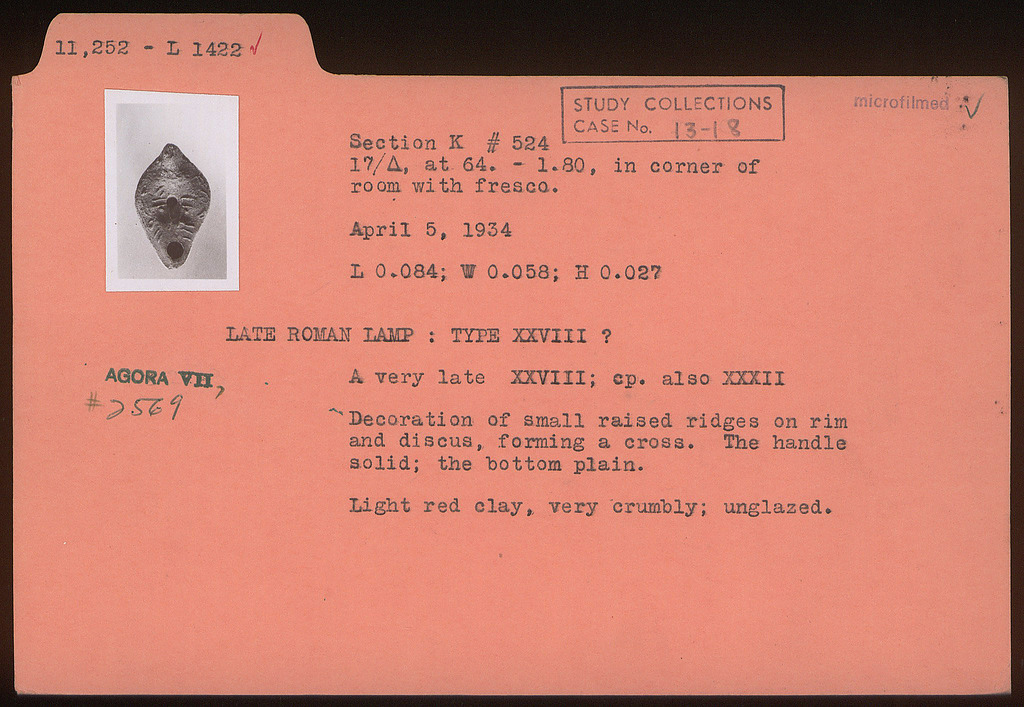 11,252 - L 1422 ✓
STUDY COLLECTIONS
CASE No. 13-18
microfilmed ✓
Section K # 524
17/Δ, at 64. - 1.80, in corner of
room with fresco.
April 5, 1934
L 0.084; W 0.058; H 0.027
LATE ROMAN LAMP : TYPE XXVIII ?
AGORA VII,
#2569
A very late XXVIII; cp. also XXXII
Decoration of small raised ridges on rim
and discus, forming a cross. The handle
solid; the bottom plain.
Light red clay, very crumbly; unglazed.